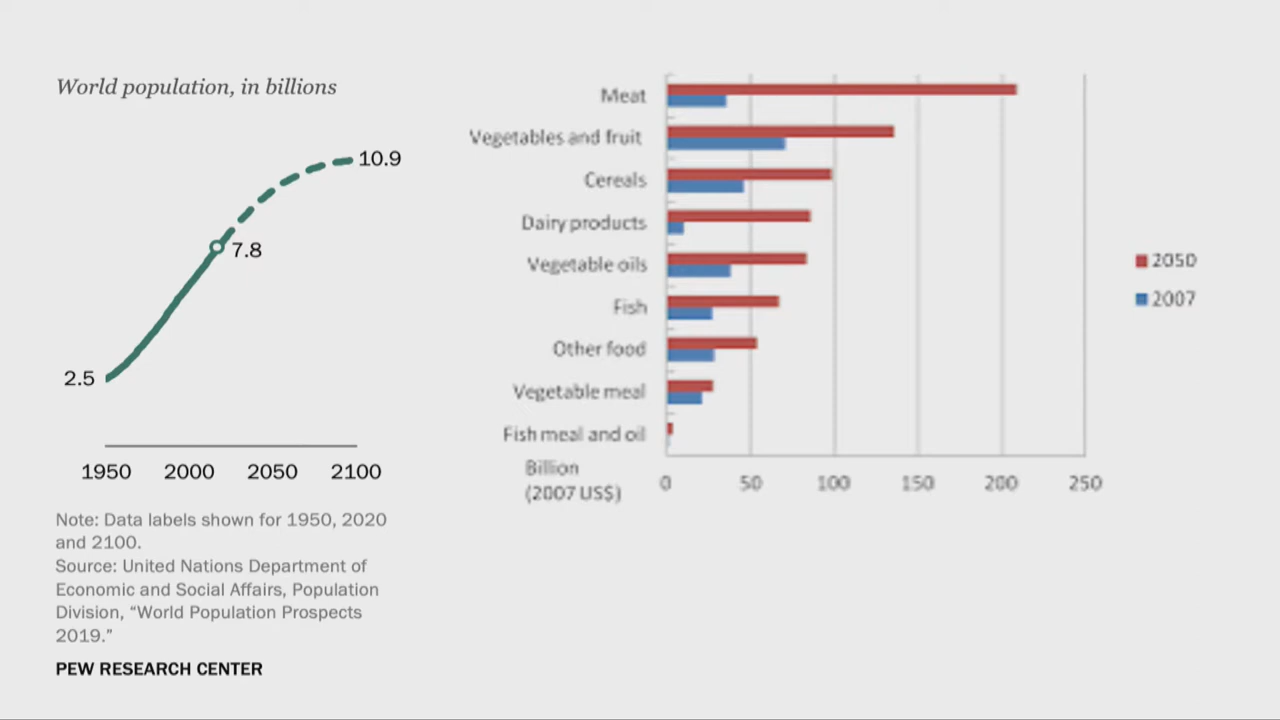 World population, in billions
10.9
7.8
2.5
1950 2000 2050 2100
Note: Data labels shown for 1950, 2020
and 2100.
Source: United Nations Department of
Economic and Social Affairs, Population
Division, “World Population Prospects
2019.”
PEW RESEARCH CENTER
Meat
Vegetables and fruit
Cereals
Dairy products
Vegetable oils
Fish
Other food
Vegetable meal
Fish meal and oil
Billion
(2007 US$)
0 50 100 150 200 250
2050
2007